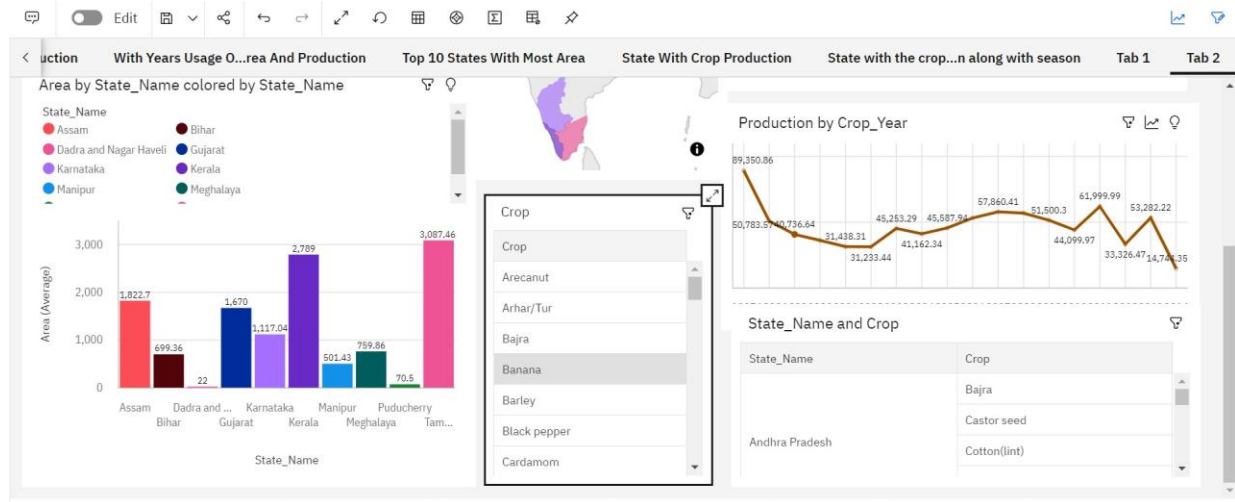 Edit
uction
With Years Usage O...rea And Production
Top 10 States With Most Area
State With Crop Production
State with the crop...n along with season
Tab 1
Tab 2
Area by State_Name colored by State_Name
State_Name
Assam
Bihar
Dadra and Nagar Haveli
Gujarat
Karnataka
Kerala
Manipur
Meghalaya
Area (Average)
3,000
2,000
1,000
0
1,822.7
699.36
22
1,670
1,117.04
2,789
501.43
759.86
70.5
3,087.46
Assam
Bihar
Dadra and ...
Gujarat
Karnataka
Kerala
Manipur
Meghalaya
Puducherry
Tam...
State_Name
Crop
Crop
Arecanut
Arhar/Tur
Bajra
Banana
Barley
Black pepper
Cardamom
Production by Crop_Year
89,350.86
50,783.57
40,736.64
31,438.31
31,233.44
45,253.29
41,162.34
45,587.94
57,860.41
51,500.3
44,099.97
61,999.99
33,326.47
53,282.22
14,744.35
State_Name and Crop
State_Name
Crop
Andhra Pradesh
Bajra
Castor seed
Cotton(lint)